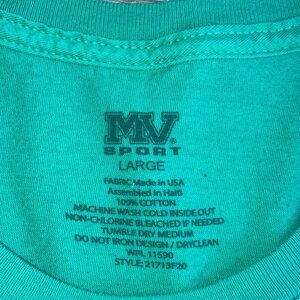 MV®
SPORT
LARGE
FABRIC Made in USA
Assembled in Haiti
100% COTTON
MACHINE WASH COLD INSIDE OUT
NON-CHLORINE BLEACHED IF NEEDED
TUMBLE DRY MEDIUM
DO NOT IRON DESIGN / DRYCLEAN
WPL 11590
STYLE: 21713F20